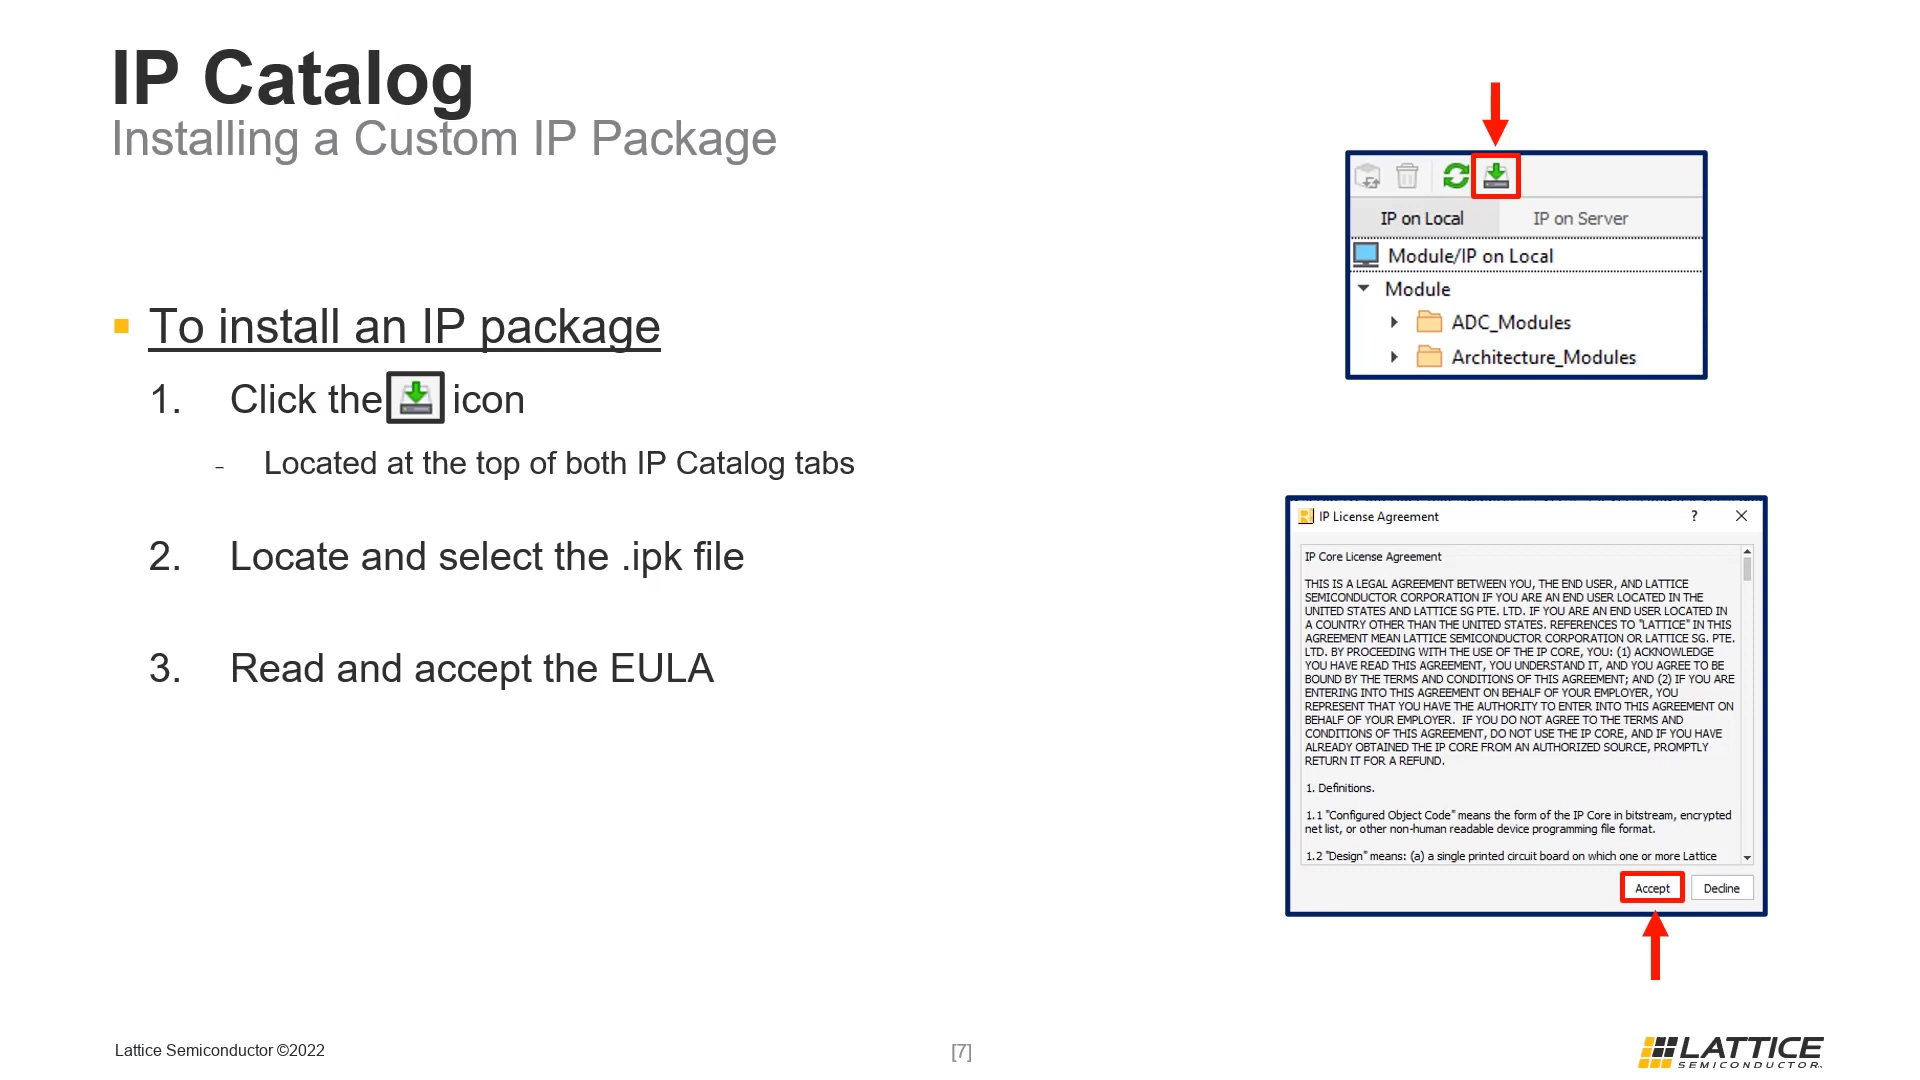 IP Catalog
Installing a Custom IP Package
To install an IP package
1. Click the icon
- Located at the top of both IP Catalog tabs
2. Locate and select the .ipk file
3. Read and accept the EULA
IP on Local IP on Server
Module/IP on Local
Module
ADC_Modules
Architecture_Modules
IP License Agreement ?
IP Core License Agreement
THIS IS A LEGAL AGREEMENT BETWEEN YOU, THE END USER, AND LATTICE
SEMICONDUCTOR CORPORATION IF YOU ARE AN END USER LOCATED IN THE
UNITED STATES AND LATTICE SG PTE. LTD. IF YOU ARE AN END USER LOCATED IN
A COUNTRY OTHER THAN THE UNITED STATES. REFERENCES TO "LATTICE" IN THIS
AGREEMENT MEAN LATTICE SEMICONDUCTOR CORPORATION OR LATTICE SG. PTE.
LTD. BY PROCEEDING WITH THE USE OF THE IP CORE, YOU: (1) ACKNOWLEDGE
YOU HAVE READ THIS AGREEMENT, YOU UNDERSTAND IT, AND YOU AGREE TO BE
BOUND BY THE TERMS AND CONDITIONS OF THIS AGREEMENT; AND (2) IF YOU ARE
ENTERING INTO THIS AGREEMENT ON BEHALF OF YOUR EMPLOYER, YOU
REPRESENT THAT YOU HAVE THE AUTHORITY TO ENTER INTO THIS AGREEMENT ON
BEHALF OF YOUR EMPLOYER. IF YOU DO NOT AGREE TO THE TERMS AND
CONDITIONS OF THIS AGREEMENT, DO NOT USE THE IP CORE, AND IF YOU HAVE
ALREADY OBTAINED THE IP CORE FROM AN AUTHORIZED SOURCE, PROMPTLY
RETURN IT FOR A REFUND.
1. Definitions.
1.1 "Configured Object Code" means the form of the IP Core in bitstream, encrypted
net list, or other non-human readable device programming file format.
1.2 "Design" means: (a) a single printed circuit board on which one or more Lattice
Accept Decline
Lattice Semiconductor ©2022
[7]
LATTICE
SEMICONDUCTOR